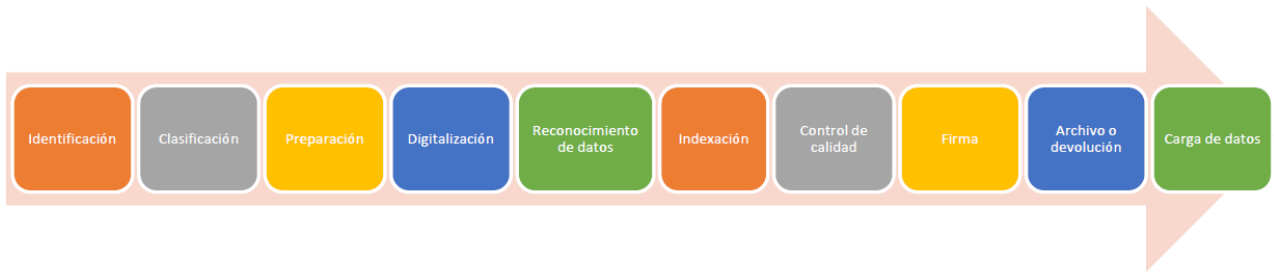 Identificación
Clasificación
Preparación
Digitalización
Reconocimiento
de datos
Indexación
Control de
calidad
Firma
Archivo o
devolución
Carga de datos